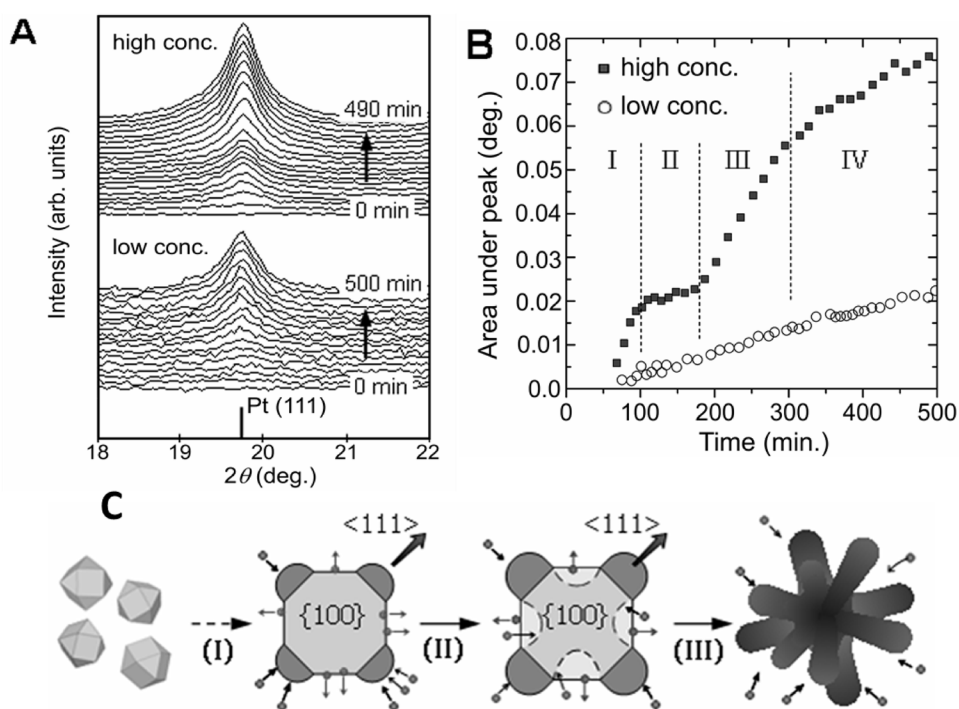 A
high conc.
490 min
0 min
low conc.
500 min
0 min
Pt (111)
18 19 20 21 22
2θ (deg.)
Intensity (arb. units)
B
high conc.
low conc.
I II III IV
0.08
0.07
0.06
0.05
0.04
0.03
0.02
0.01
0.0
0 100 200 300 400 500
Time (min.)
Area under peak (deg.)
C
<111> <111>
{100} {100}
(I) (II) (III)